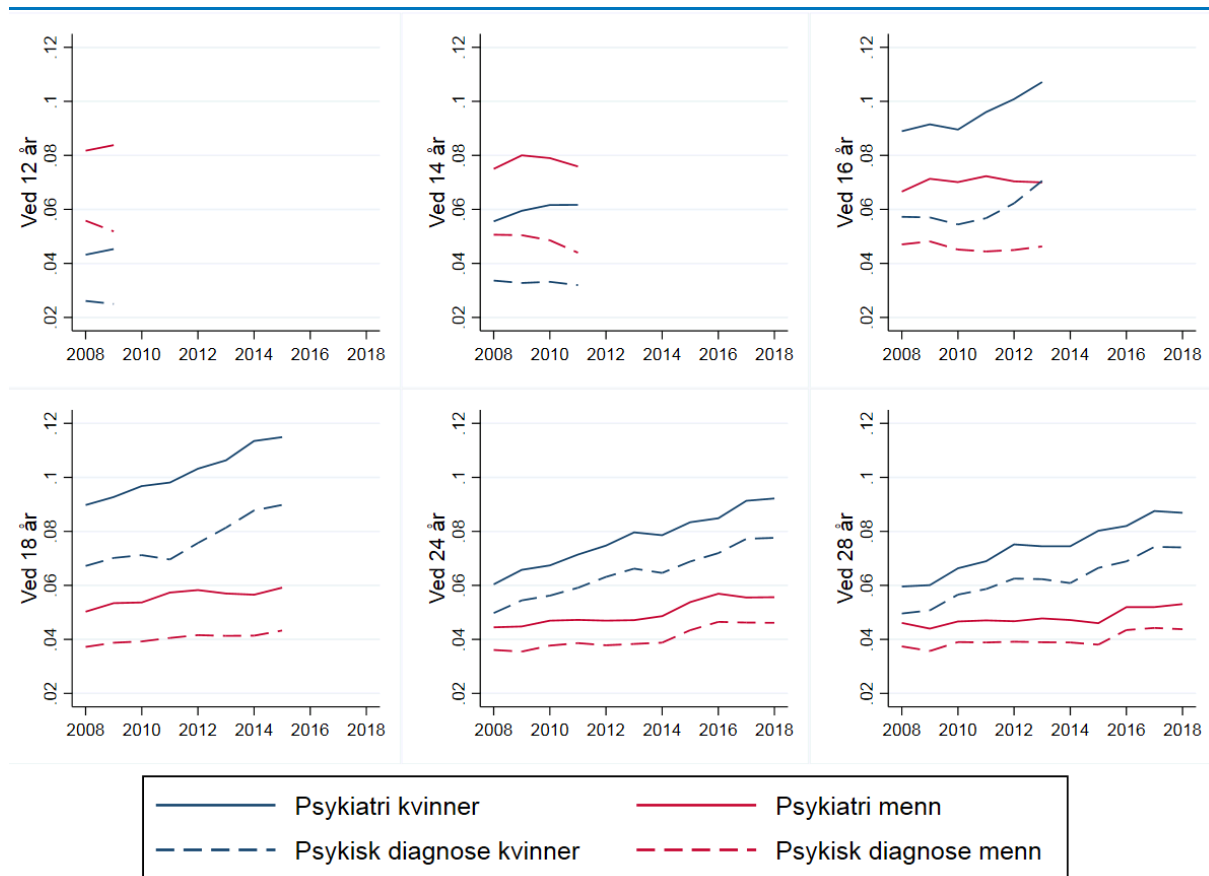 .12
.1
.08
.06
.04
.02
Ved 12 år
2008 2010 2012 2014 2016 2018
.12
.1
.08
.06
.04
.02
Ved 14 år
2008 2010 2012 2014 2016 2018
.12
.1
.08
.06
.04
.02
Ved 16 år
2008 2010 2012 2014 2016 2018
.12
.1
.08
.06
.04
.02
Ved 18 år
2008 2010 2012 2014 2016 2018
.12
.1
.08
.06
.04
.02
Ved 24 år
2008 2010 2012 2014 2016 2018
.12
.1
.08
.06
.04
.02
Ved 28 år
2008 2010 2012 2014 2016 2018
Psykiatri kvinner Psykiatri menn
Psykisk diagnose kvinner Psykisk diagnose menn